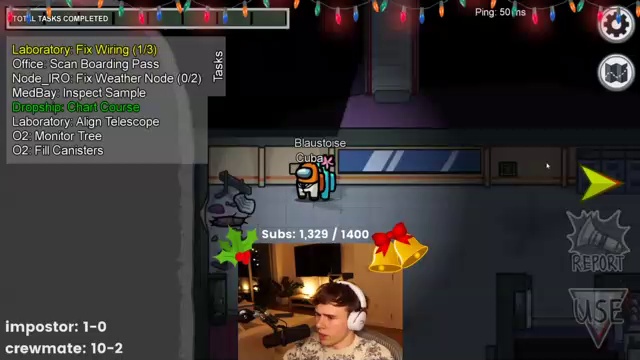 TOTAL TASKS COMPLETED
Ping: 50 ms
Laboratory: Fix Wiring (1/3)
Office: Scan Boarding Pass
Node_IRO: Fix Weather Node (0/2)
MedBay: Inspect Sample
Dropship: Chart Course
Laboratory: Align Telescope
O2: Monitor Tree
O2: Fill Canisters
Tasks
Blaustoise
Cuba
Subs: 1,329 / 1400
REPORT
USE
impostor: 1-0
crewmate: 10-2